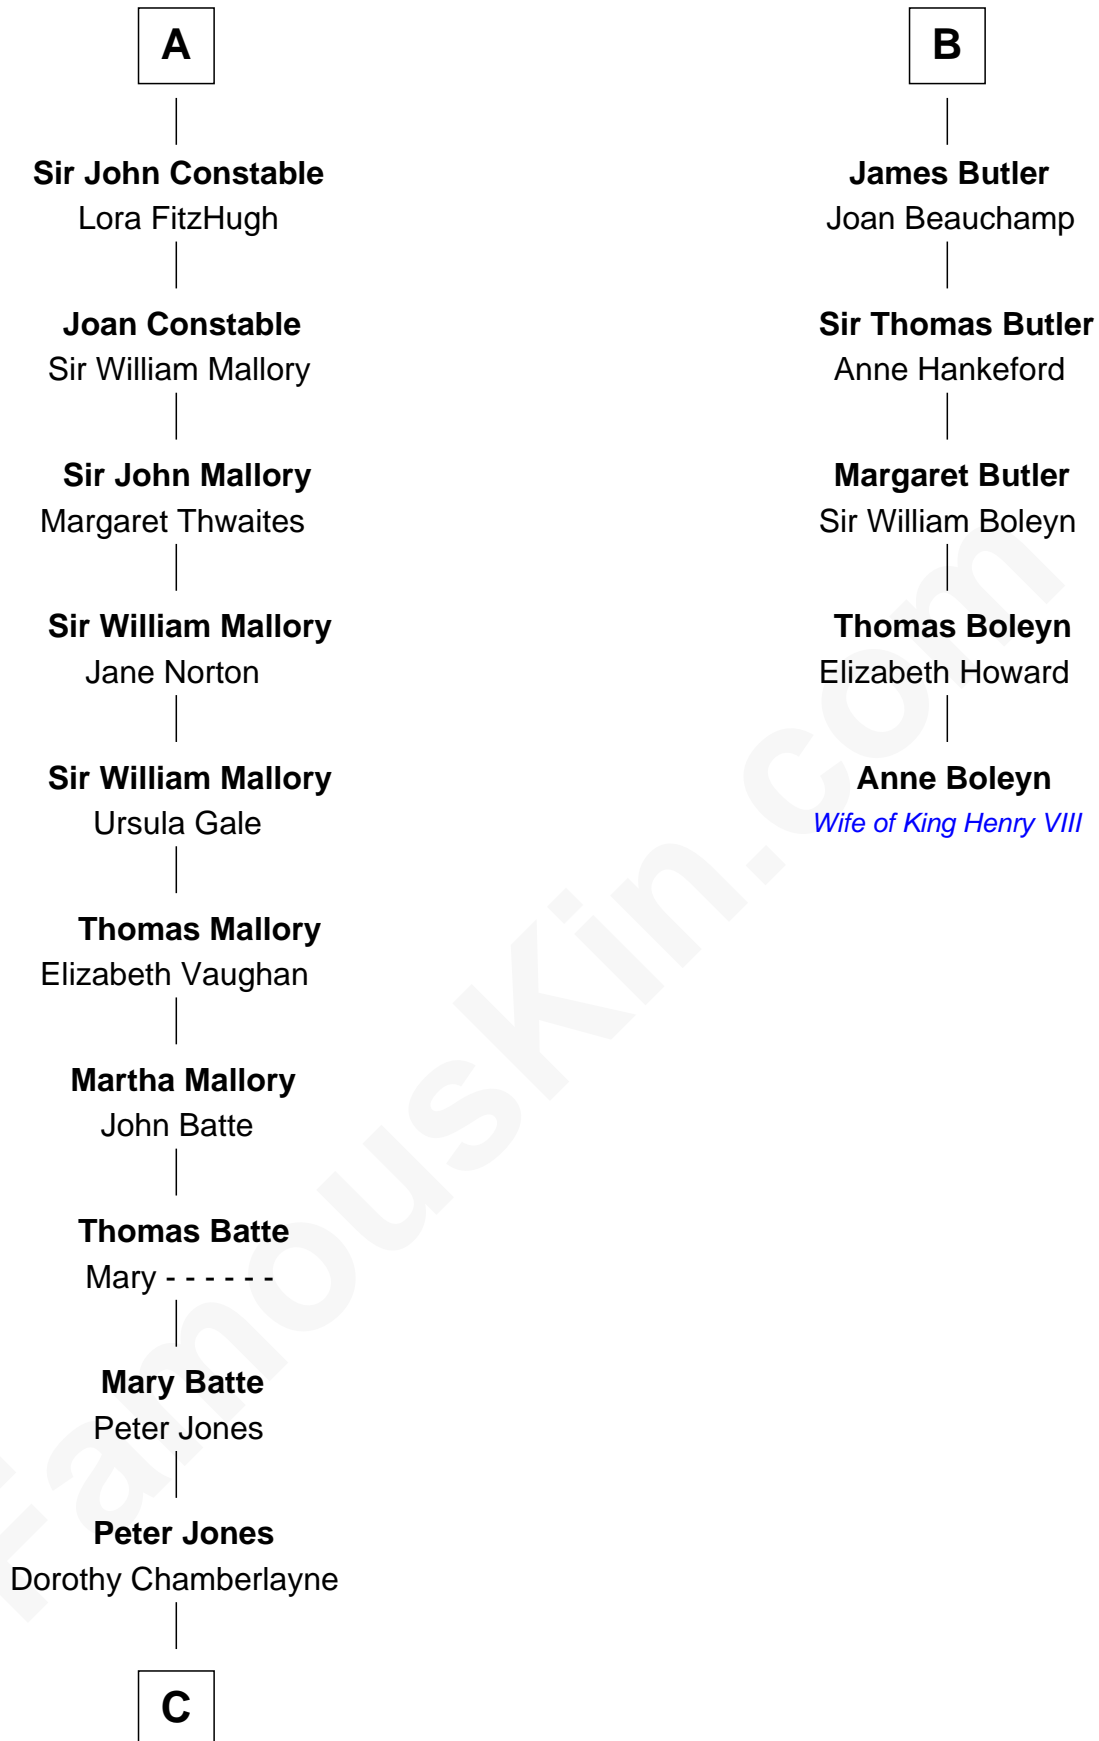 A
Sir John Constable
Lora FitzHugh
Joan Constable
Sir William Mallory
Sir John Mallory
Margaret Thwaites
Sir William Mallory
Jane Norton
Sir William Mallory
Ursula Gale
Thomas Mallory
Elizabeth Vaughan
Martha Mallory
John Batte
Thomas Batte
Mary - - - - - -
Mary Batte
Peter Jones
Peter Jones
Dorothy Chamberlayne
C
B
James Butler
Joan Beauchamp
Sir Thomas Butler
Anne Hankeford
Margaret Butler
Sir William Boleyn
Thomas Boleyn
Elizabeth Howard
Anne Boleyn
Wife of King Henry VIII
FamousKin.com